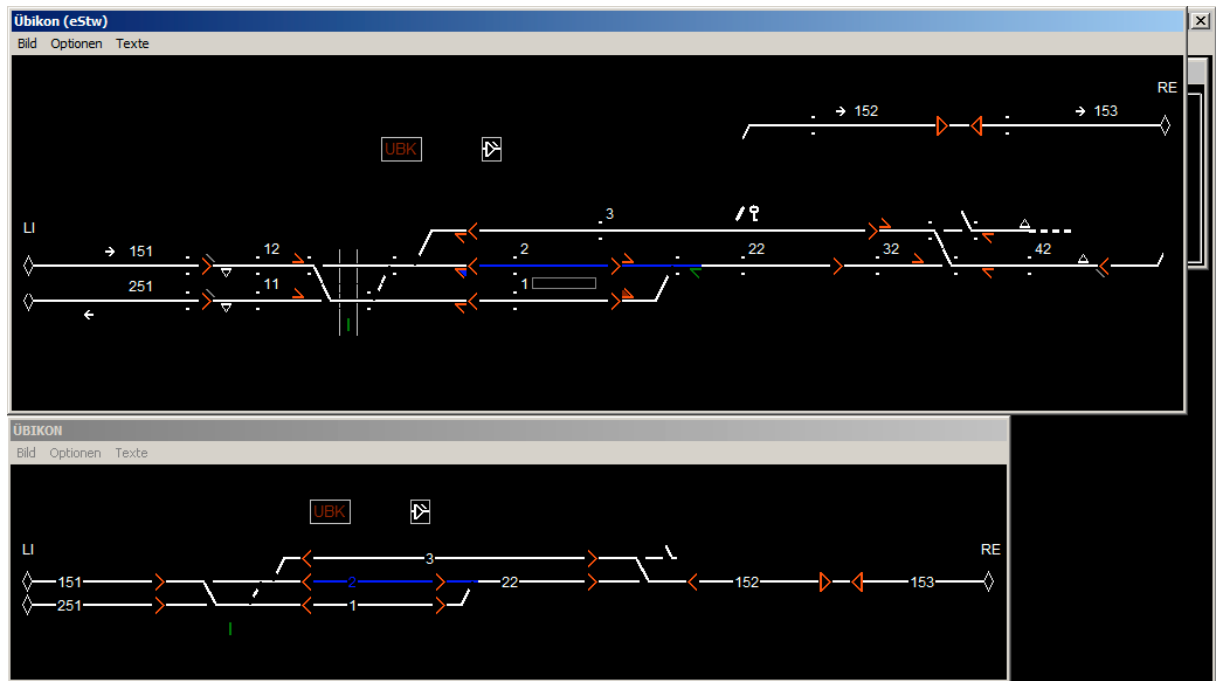 Übikon (eStw)
Bild Optionen Texte
RE
152 153
UBK
3
LI
151 12 2 22 32 42
251 11 1
ÜBIKON
Bild Optionen Texte
UBK
LI 3 RE
151 2 22 152 153
251 1